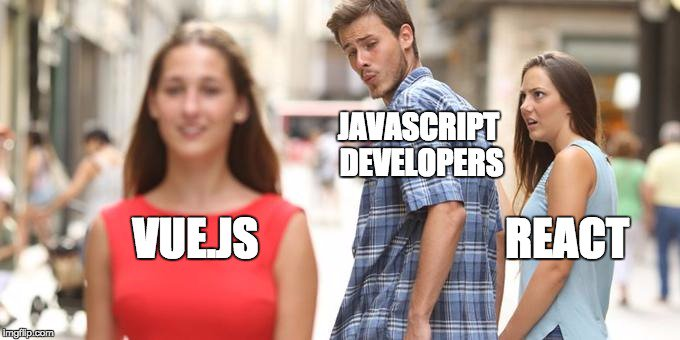 JAVASCRIPT
DEVELOPERS
VUE.JS
REACT
imgflip.com